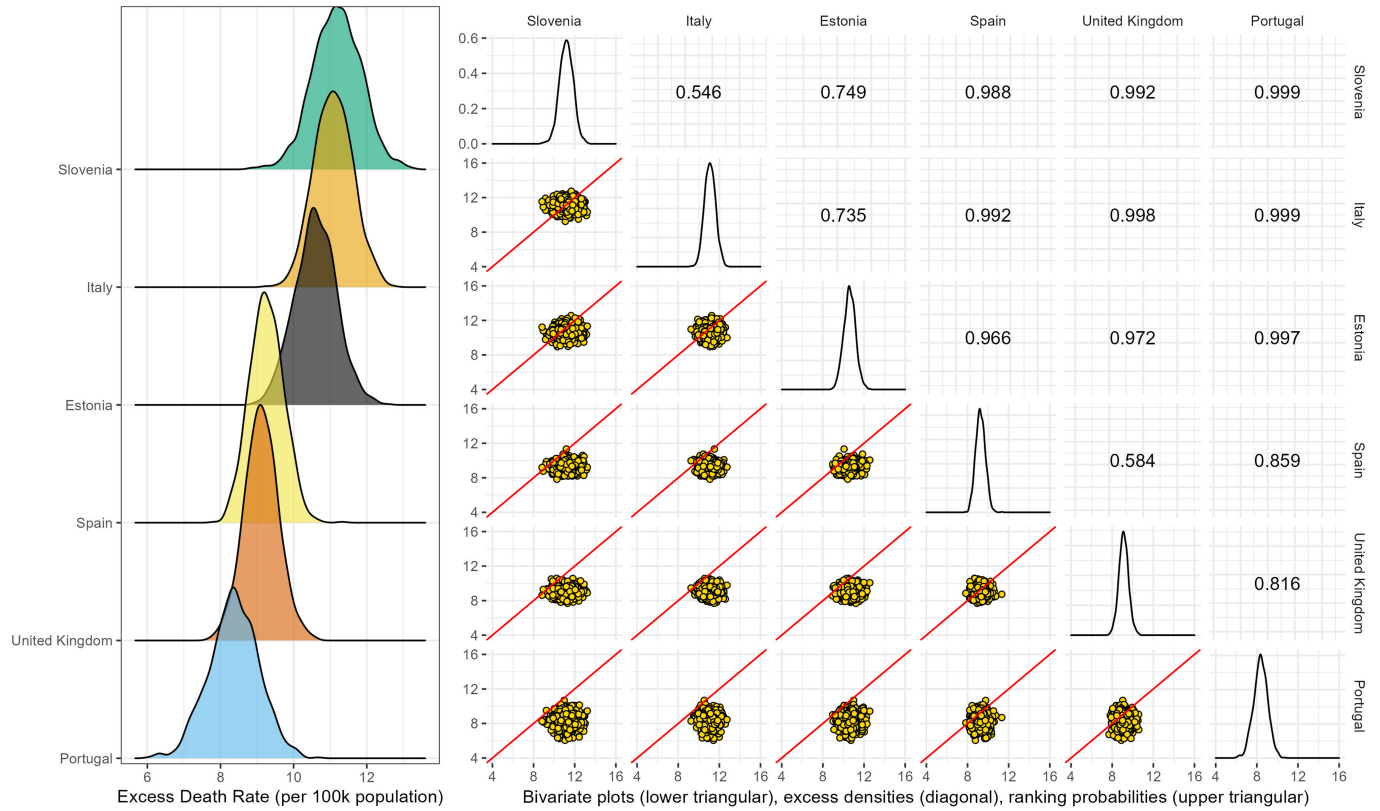 Slovenia
Italy
Estonia
Spain
United Kingdom
Portugal
6 8 10 12
Excess Death Rate (per 100k population)
Slovenia Italy Estonia Spain United Kingdom Portugal
0.6
0.4
0.2
0.0
0.546 0.749 0.988 0.992 0.999
Slovenia
16
12
8
4
0.735 0.992 0.998 0.999
Italy
16
12
8
4
0.966 0.972 0.997
Estonia
16
12
8
4
0.584 0.859
Spain
16
12
8
4
0.816
United Kingdom
16
12
8
4
Portugal
4 8 12 16 4 8 12 16 4 8 12 16 4 8 12 16 4 8 12 16 4 8 12 16
Bivariate plots (lower triangular), excess densities (diagonal), ranking probabilities (upper triangular)